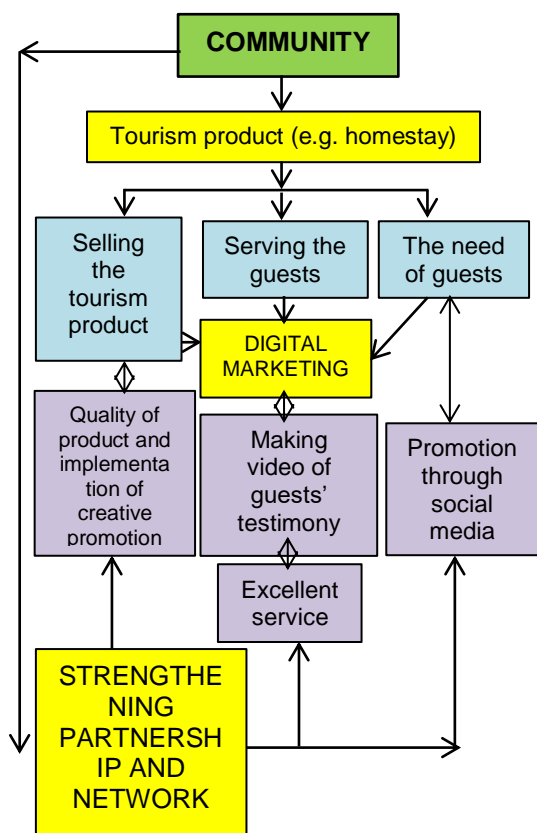 COMMUNITY
Tourism product (e.g. homestay)
Selling
the
tourism
product
Serving the
guests
The need
of guests
DIGITAL
MARKETING
Quality of
product and
implementa
tion of
creative
promotion
Making
video of
guests’
testimony
Promotion
through
social
media
Excellent
service
STRENGTHE
NING
PARTNERSH
IP AND
NETWORK